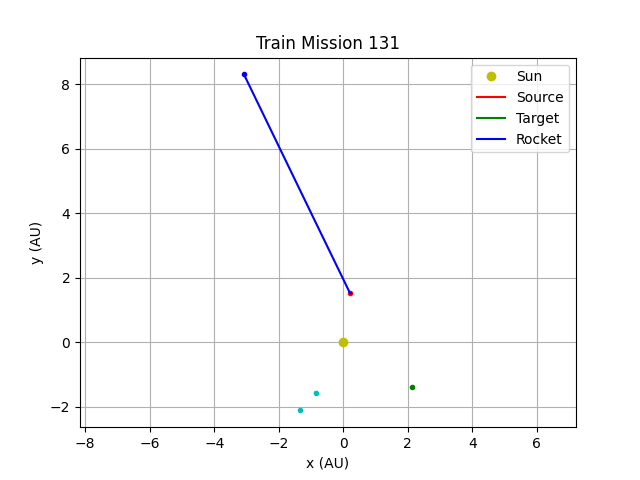 Train Mission 131
Sun
Source
Target
Rocket
8
6
4
2
0
−2
y (AU)
−8 −6 −4 −2 0 2 4 6
x (AU)